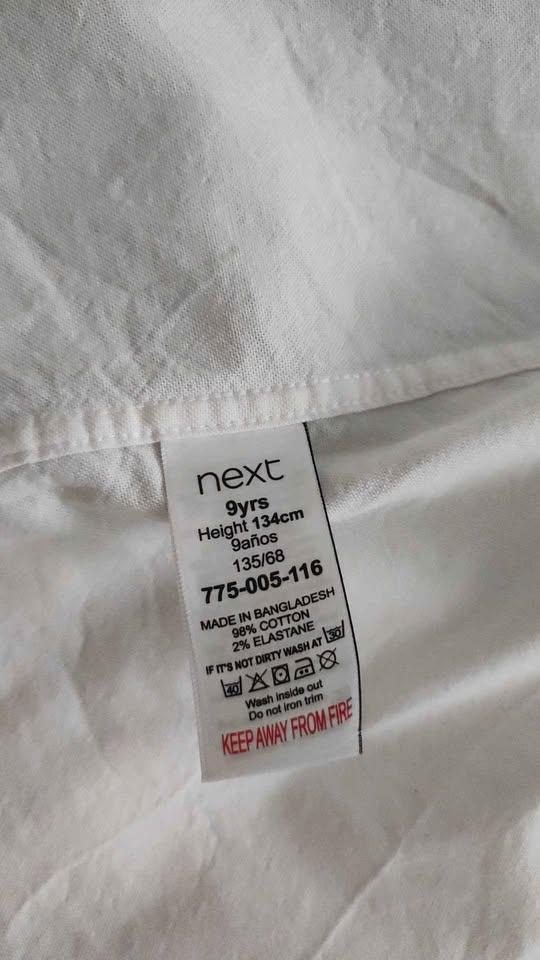 next
9yrs
Height 134cm
9años
135/68
775-005-116
MADE IN BANGLADESH
98% COTTON
2% ELASTANE
IF IT'S NOT DIRTY WASH AT 30
40
Wash inside out
Do not iron trim
KEEP AWAY FROM FIRE